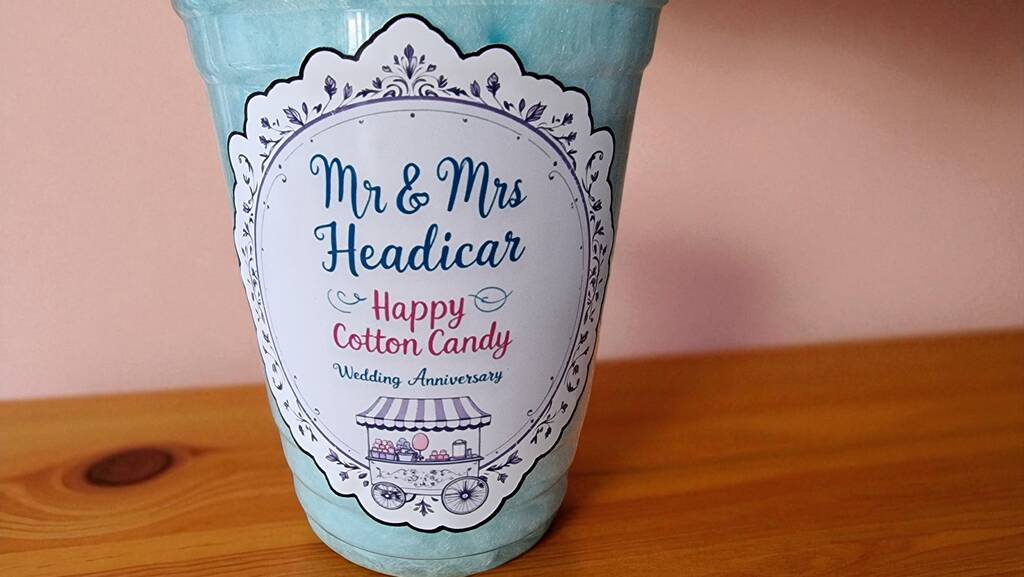 Mr & Mrs
Headicar
Happy
Cotton Candy
Wedding Anniversary